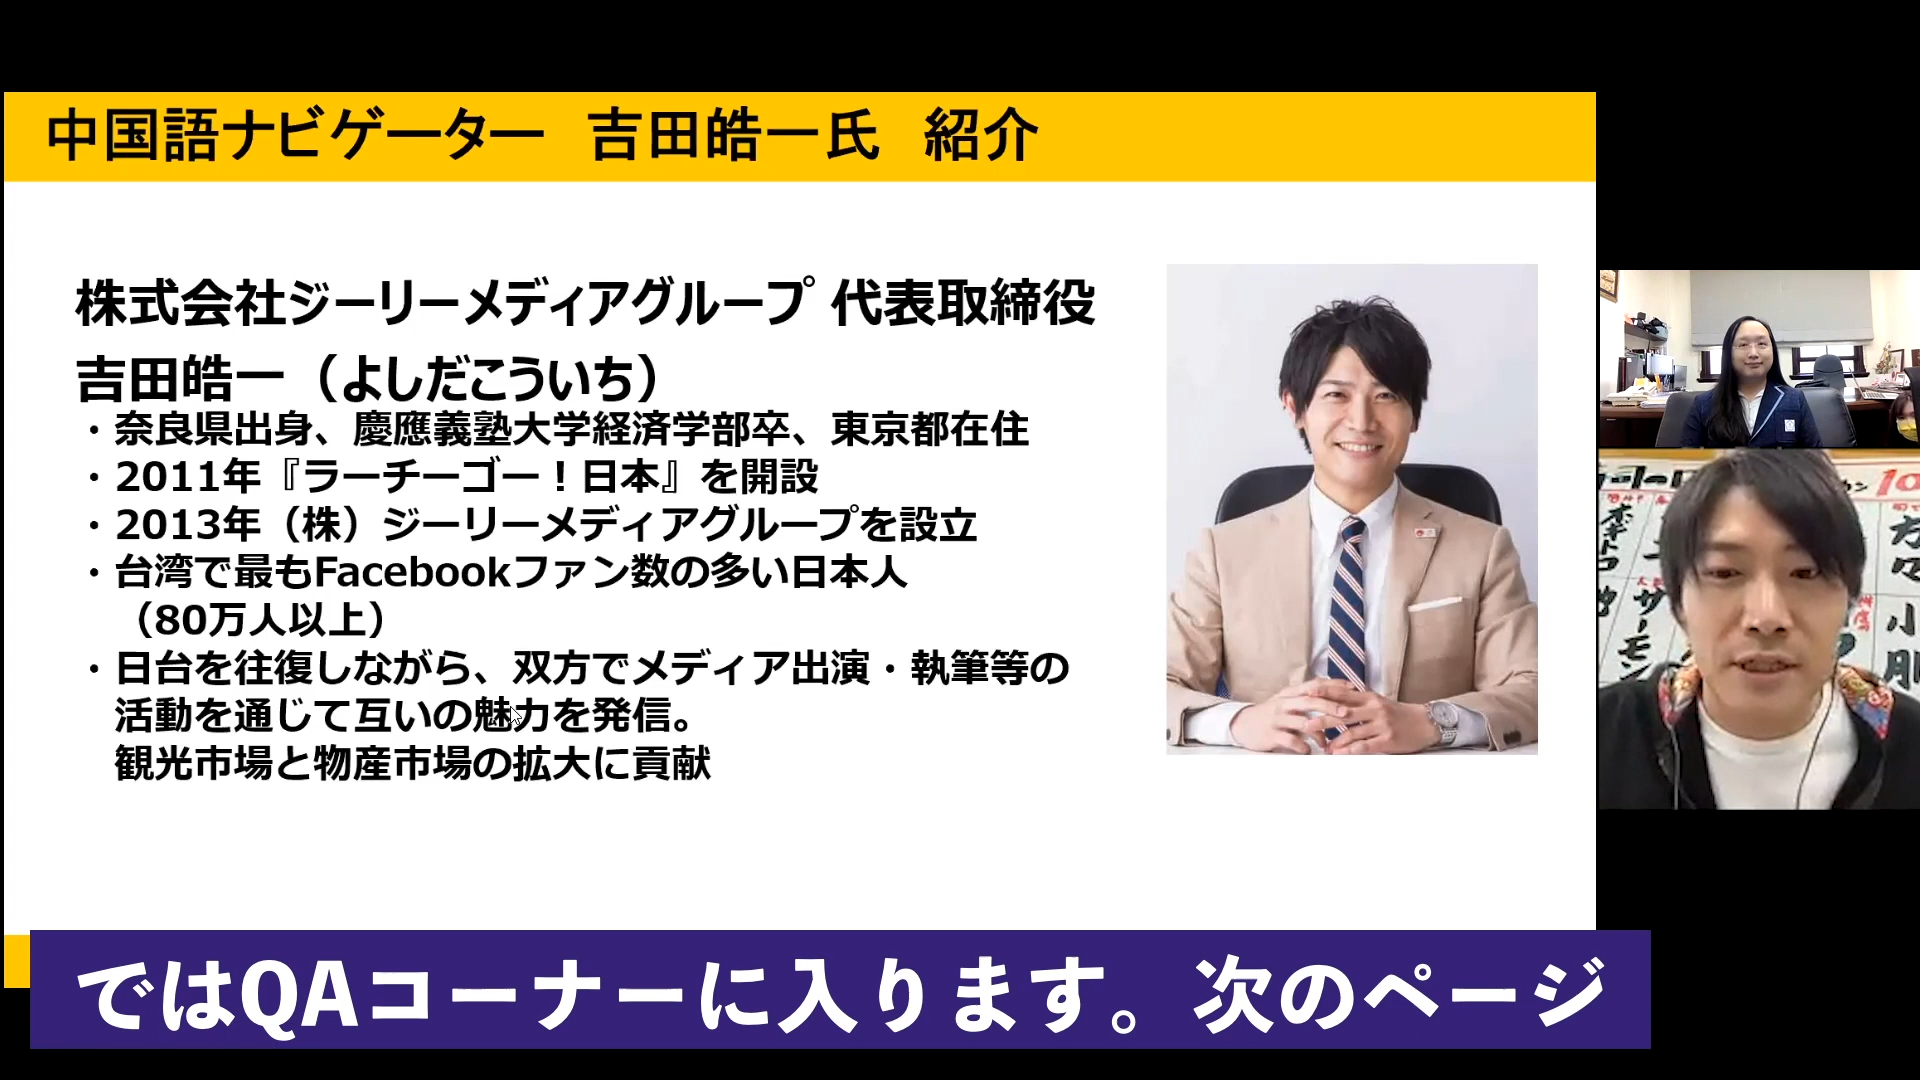 中国語ナビゲーター　吉田皓一氏　紹介
株式会社ジーリーメディアグループ 代表取締役
吉田皓一（よしだこういち）
・奈良県出身、慶應義塾大学経済学部卒、東京都在住
・2011年『ラーチーゴー！日本』を開設
・2013年（株）ジーリーメディアグループを設立
・台湾で最もFacebookファン数の多い日本人
（80万人以上）
・日台を往復しながら、双方でメディア出演・執筆等の
活動を通じて互いの魅力を発信。
観光市場と物産市場の拡大に貢献
サーモン
ではQAコーナーに入ります。次のページ